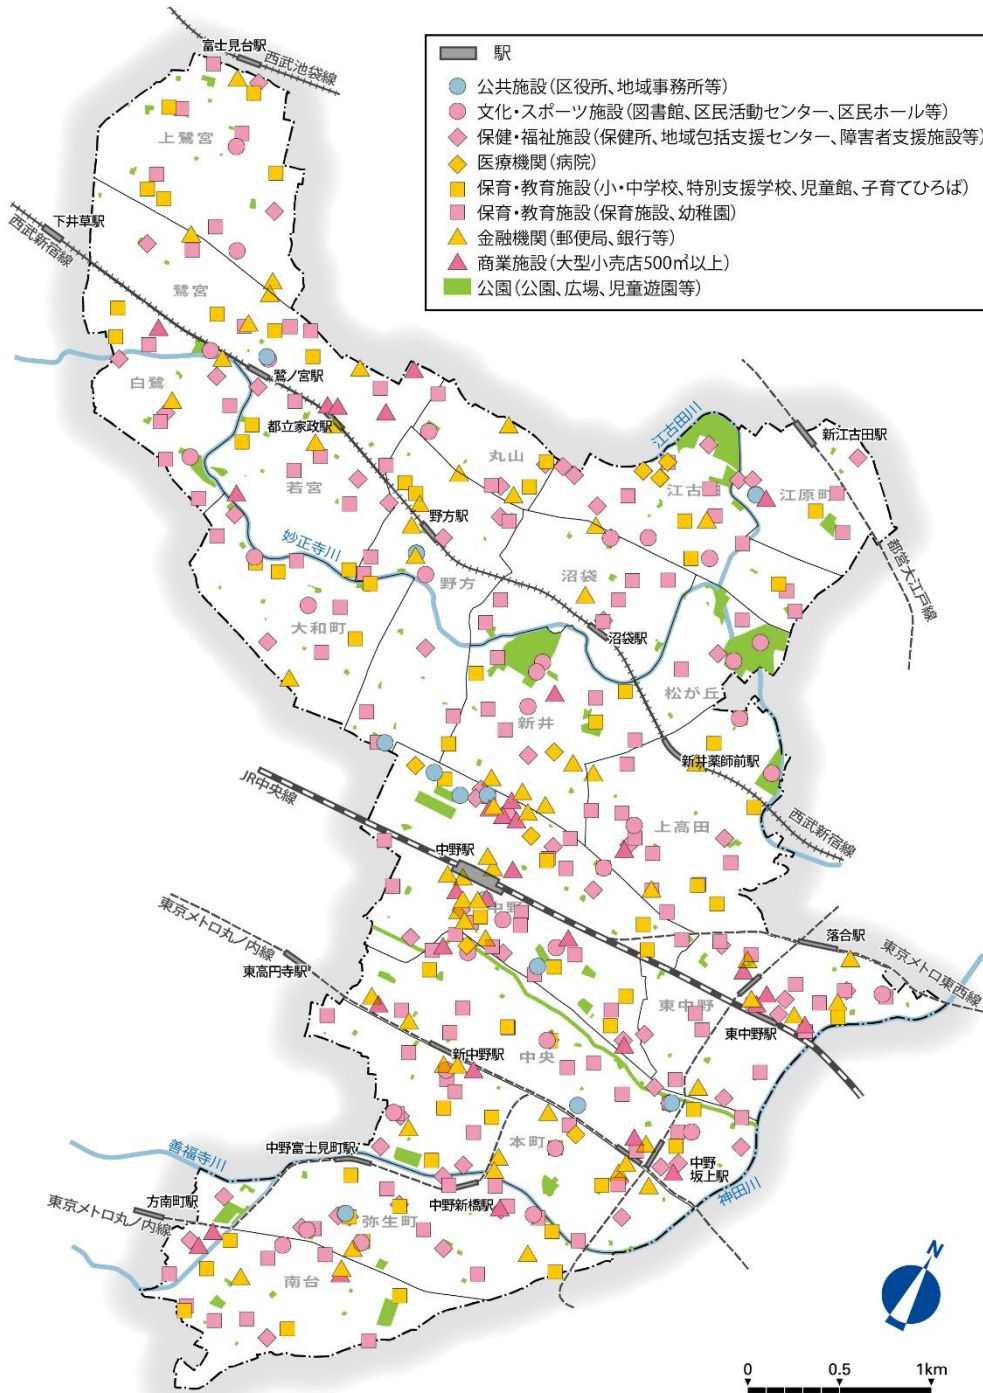 富士見台駅
西武池袋線
駅
公共施設(区役所、地域事務所等)
文化・スポーツ施設(図書館、区民活動センター、区民ホール等)
保健・福祉施設(保健所、地域包括支援センター、障害者支援施設等)
医療機関(病院)
保育・教育施設(小・中学校、特別支援学校、児童館、子育てひろば)
保育・教育施設(保育施設、幼稚園)
金融機関(郵便局、銀行等)
商業施設(大型小売店500㎡以上)
公園(公園、広場、児童遊園等)
上鷺宮
下井草駅
西武新宿線
鷺宮
白鷺
鷺ノ宮駅
都立家政駅
若宮
丸山
江古田川
新江古田駅
江古田
江原町
野方駅
妙正寺川
都営大江戸線
野方
沼袋
大和町
沼袋駅
松が丘
新井
新井薬師前駅
JR中央線
上高田
西武新宿線
中野駅
中野
東京メトロ丸ノ内線
東高円寺駅
落合駅
東京メトロ東西線
東中野
東中野駅
新中野駅
中央
本町
善福寺川
中野富士見町駅
中野坂上駅
方南町駅
中野新橋駅
神田川
東京メトロ丸ノ内線
弥生町
南台
N
0 0.5 1km